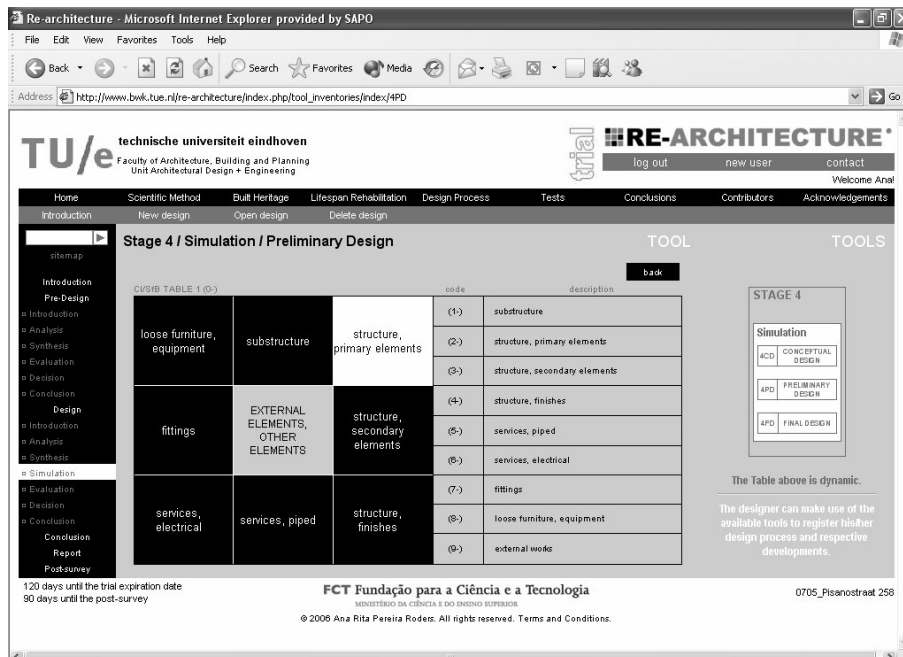 Re-architecture - Microsoft Internet Explorer provided by SAPO
File Edit View Favorites Tools Help
Back Search Favorites Media
Address http://www.bwk.tue.nl/re-architecture/index.php/tool_inventories/index/4PD Go
TU/e technische universiteit eindhoven
Faculty of Architecture, Building and Planning
Unit Architectural Design + Engineering
RE-ARCHITECTURE
log out new user contact
Welcome Ana!
Home Scientific Method Built Heritage Lifespan Rehabilitation Design Process Tests Conclusions Contributors Acknowledgements
Introduction New design Open design Delete design
sitemap
Introduction
Pre-Design
Introduction
Analysis
Synthesis
Evaluation
Decision
Conclusion
Design
Introduction
Analysis
Synthesis
Simulation
Evaluation
Decision
Conclusion
Conclusion
Report
Post-survey
Stage 4 / Simulation / Preliminary Design
TOOL
TOOLS
back
CI/SfB TABLE 1 (0-)
loose furniture,
equipment
substructure
structure,
primary elements
fittings
EXTERNAL
ELEMENTS,
OTHER
ELEMENTS
structure,
secondary
elements
services,
electrical
services, piped
structure,
finishes
code description
(1-) substructure
(2-) structure, primary elements
(3-) structure, secondary elements
(4-) structure, finishes
(5-) services, piped
(6-) services, electrical
(7-) fittings
(8-) loose furniture, equipment
(9-) external works
STAGE 4
Simulation
4CD CONCEPTUAL
DESIGN
4PD PRELIMINARY
DESIGN
4FD FINAL DESIGN
The Table above is dynamic.
The designer can make use of the
available tools to register his/her
design process and respective
developments.
120 days until the trial expiration date
90 days until the post-survey
FCT Fundação para a Ciência e a Tecnologia
MINISTÉRIO DA CIÊNCIA E DO ENSINO SUPERIOR
© 2006 Ana Rita Pereira Roders. All rights reserved. Terms and Conditions.
0705_Pisanostraat 258